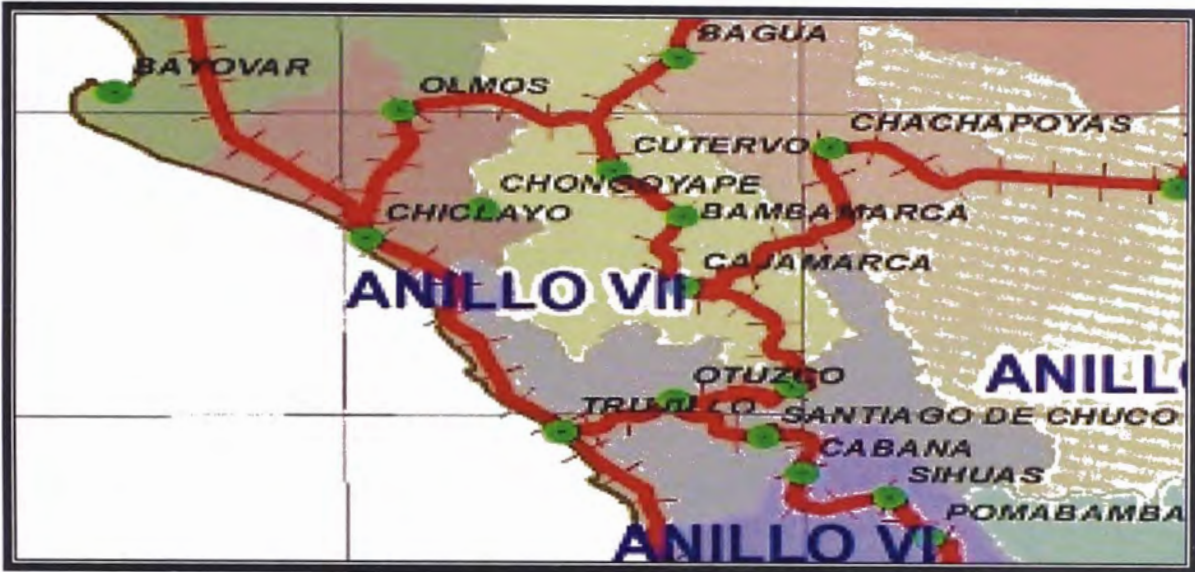 BAGUA
BAYOVAR
OLMOS
CHACHAPOYAS
CUTERVO
CHONGOYAPE
CHICLAYO
BAMBAMARCA
CAJAMARCA
ANILLO VII
ANILL
OTUZCO
TRUJILLO
SANTIAGO DE CHUCO
CABANA
SIHUAS
POMABAMBA
ANILLO VI